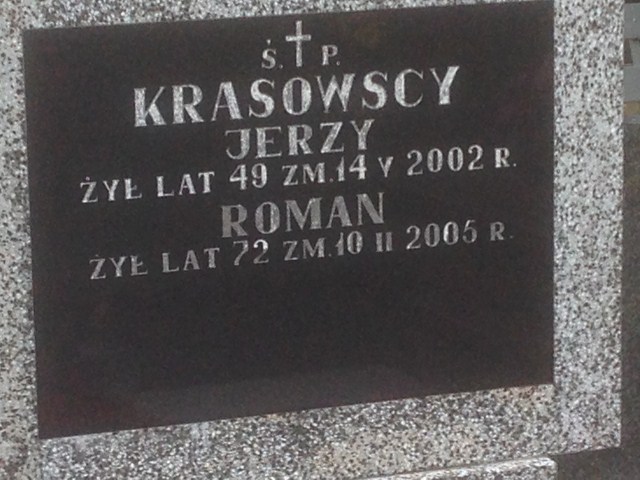 Ś. P.
KRASOWSCY
JERZY
ŻYŁ LAT 49 ZM. 14 V 2002 R.
ROMAN
ŻYŁ LAT 72 ZM. 10 II 2005 R.